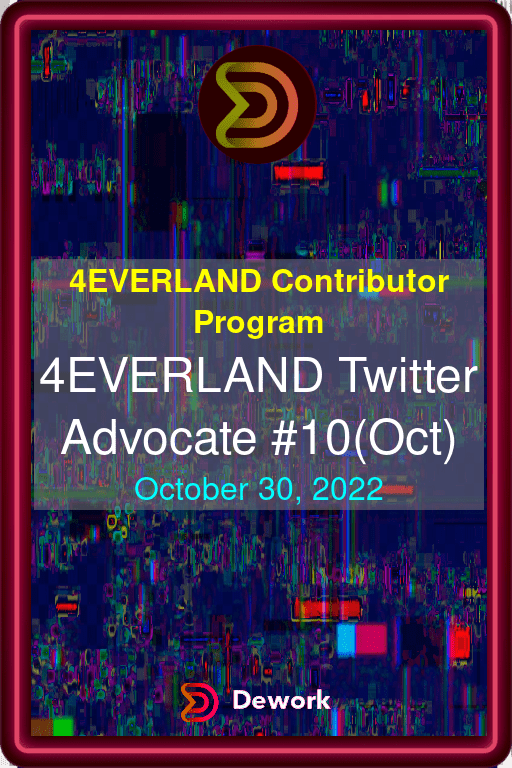 4EVERLAND Contributor
Program
4EVERLAND Twitter
Advocate #10(Oct)
October 30, 2022
Dework